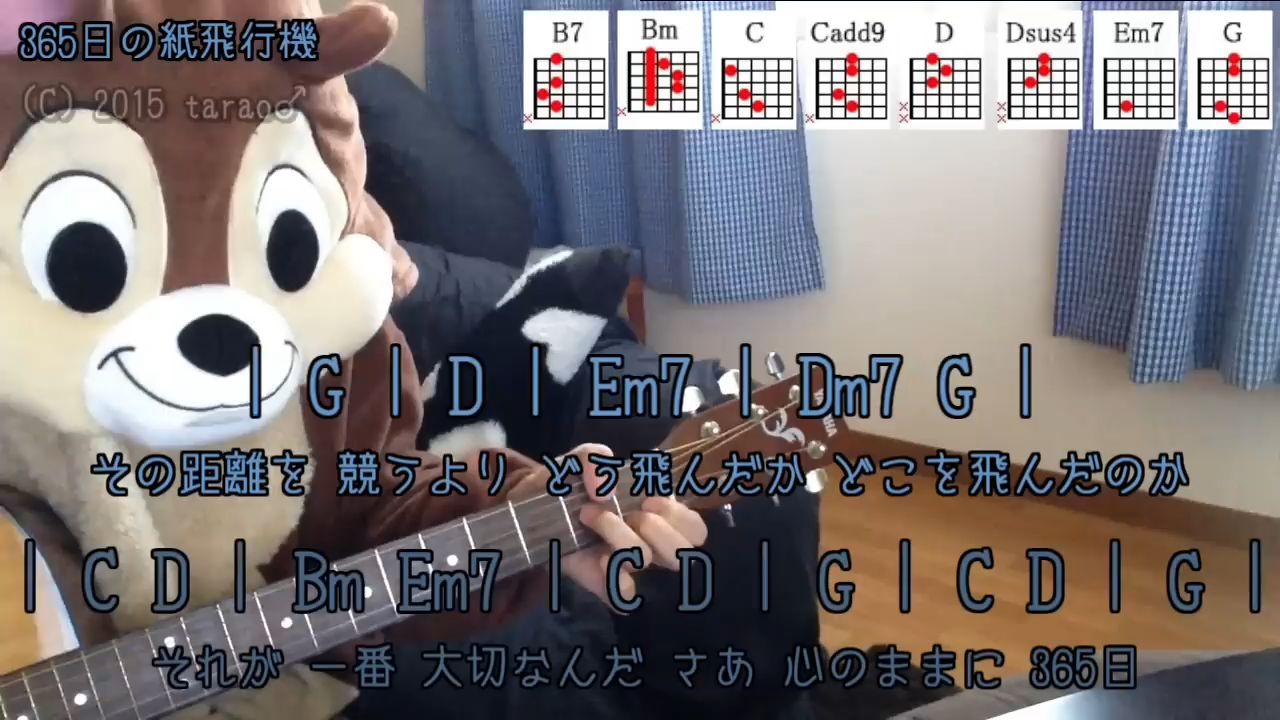 365日の紙飛行機
(C) 2015 tarao♂
B7 Bm C Cadd9 D Dsus4 Em7 G
| G | D | Em7 | Dm7 G |
その距離を 競うより どう飛んだか どこを飛んだのか
| C D | Bm Em7 | C D | G | C D | G |
それが 一番 大切なんだ さあ 心のままに 365日
YAMAHA